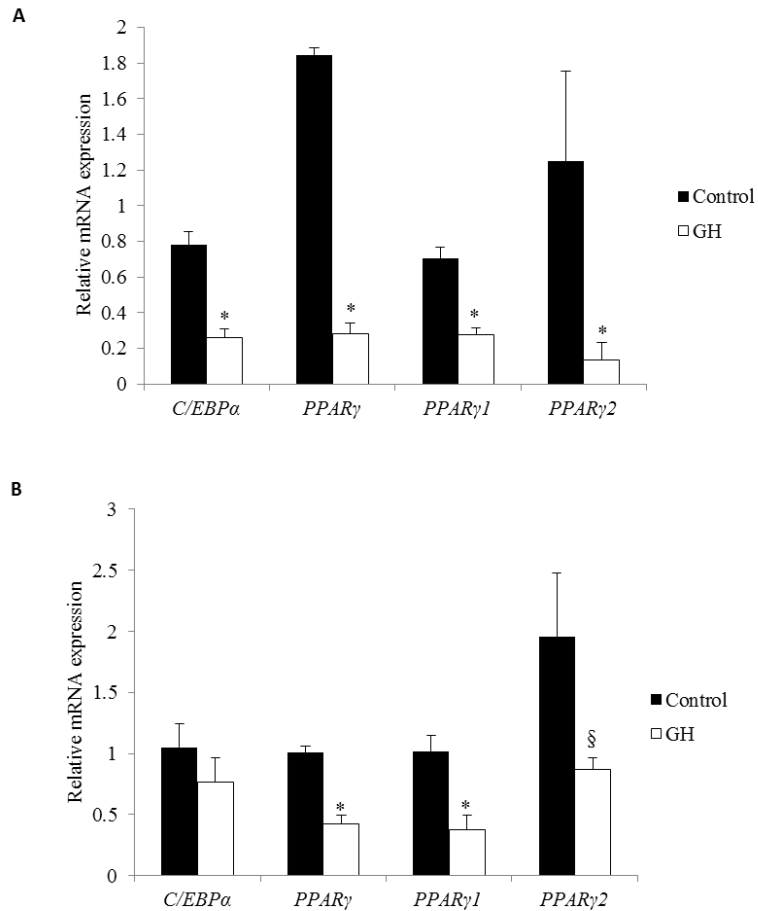 A
2
1.8
1.6
1.4
1.2
1
0.8
0.6
0.4
0.2
0
Relative mRNA expression
* * * *
C/EBPα PPARγ PPARγ1 PPARγ2
Control
GH
B
3
2.5
2
1.5
1
0.5
0
Relative mRNA expression
* * §
C/EBPα PPARγ PPARγ1 PPARγ2
Control
GH